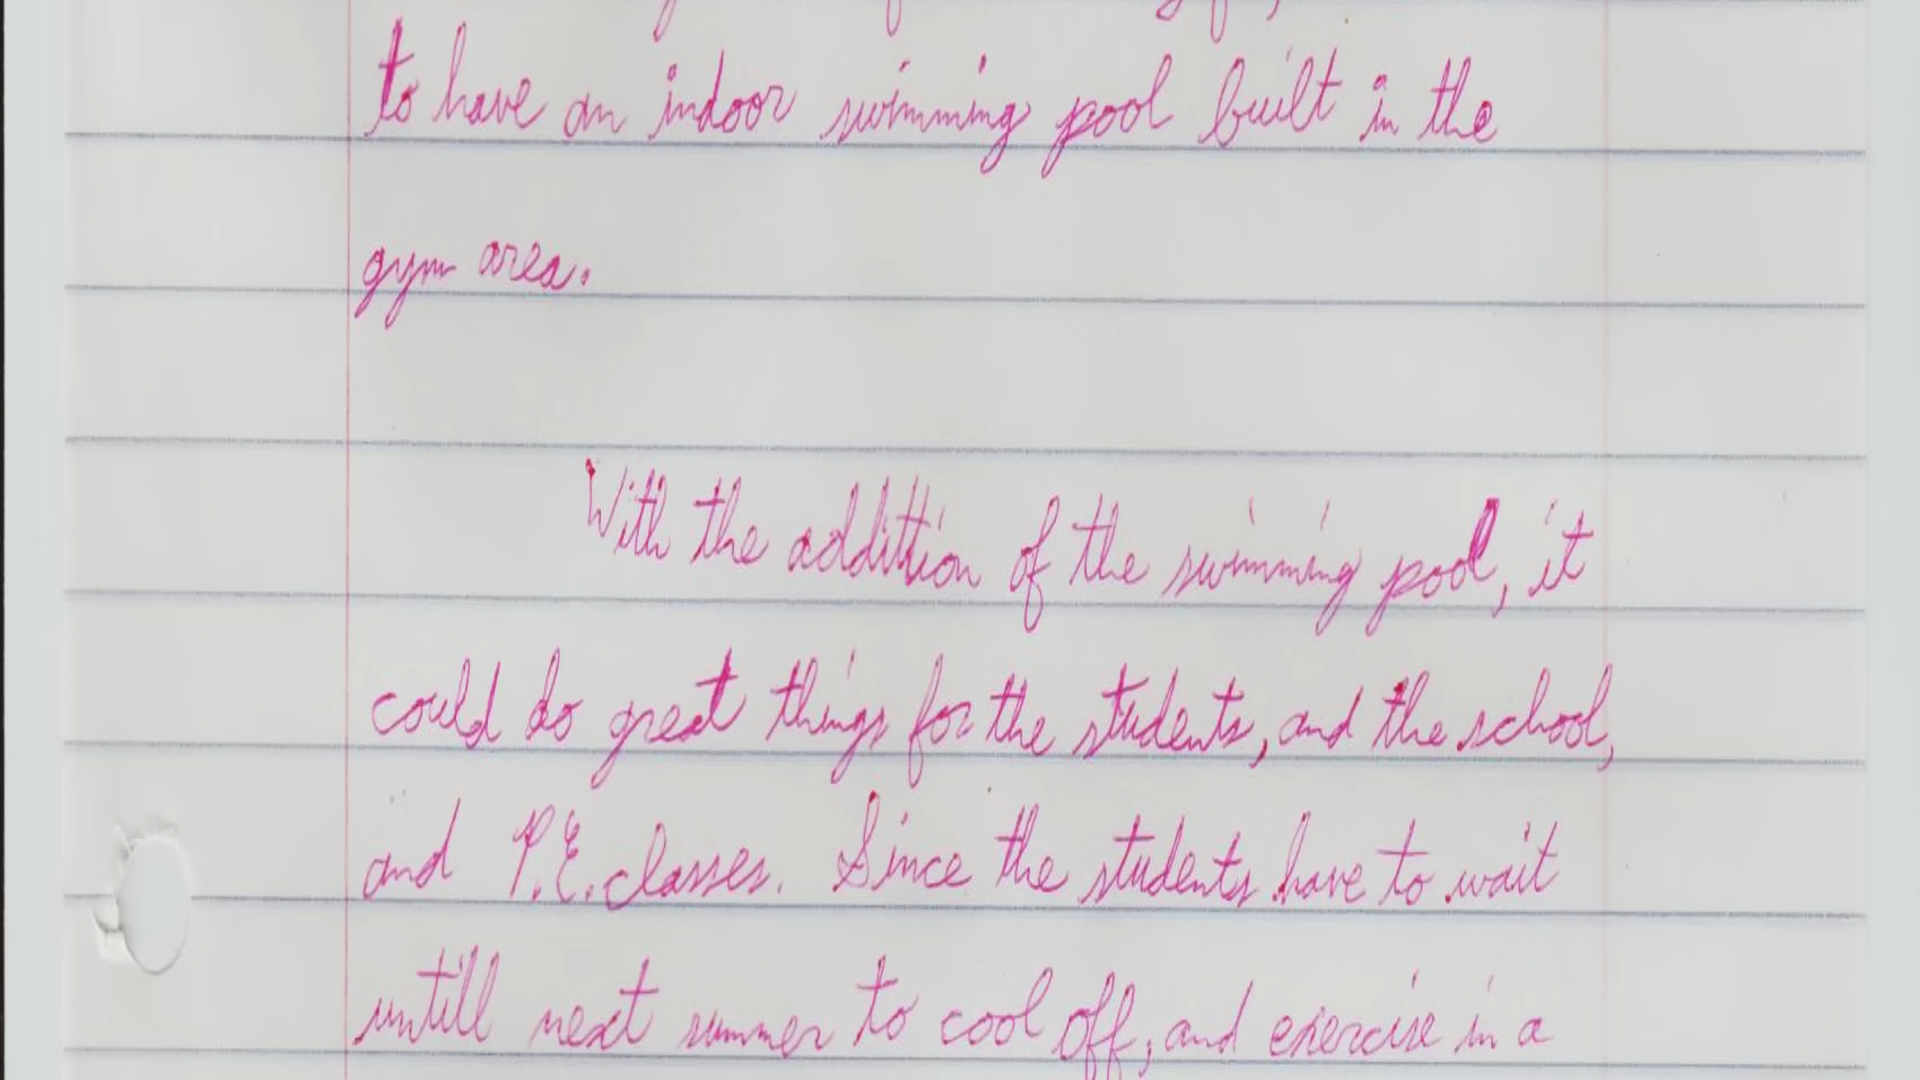 to have an indoor swimming pool built in the
gym area.
With the addittion of the swimming pool, it
could do great things for the students, and the school,
and P.E. classes. Since the students have to wait
untill next summer to cool off, and exercise in a